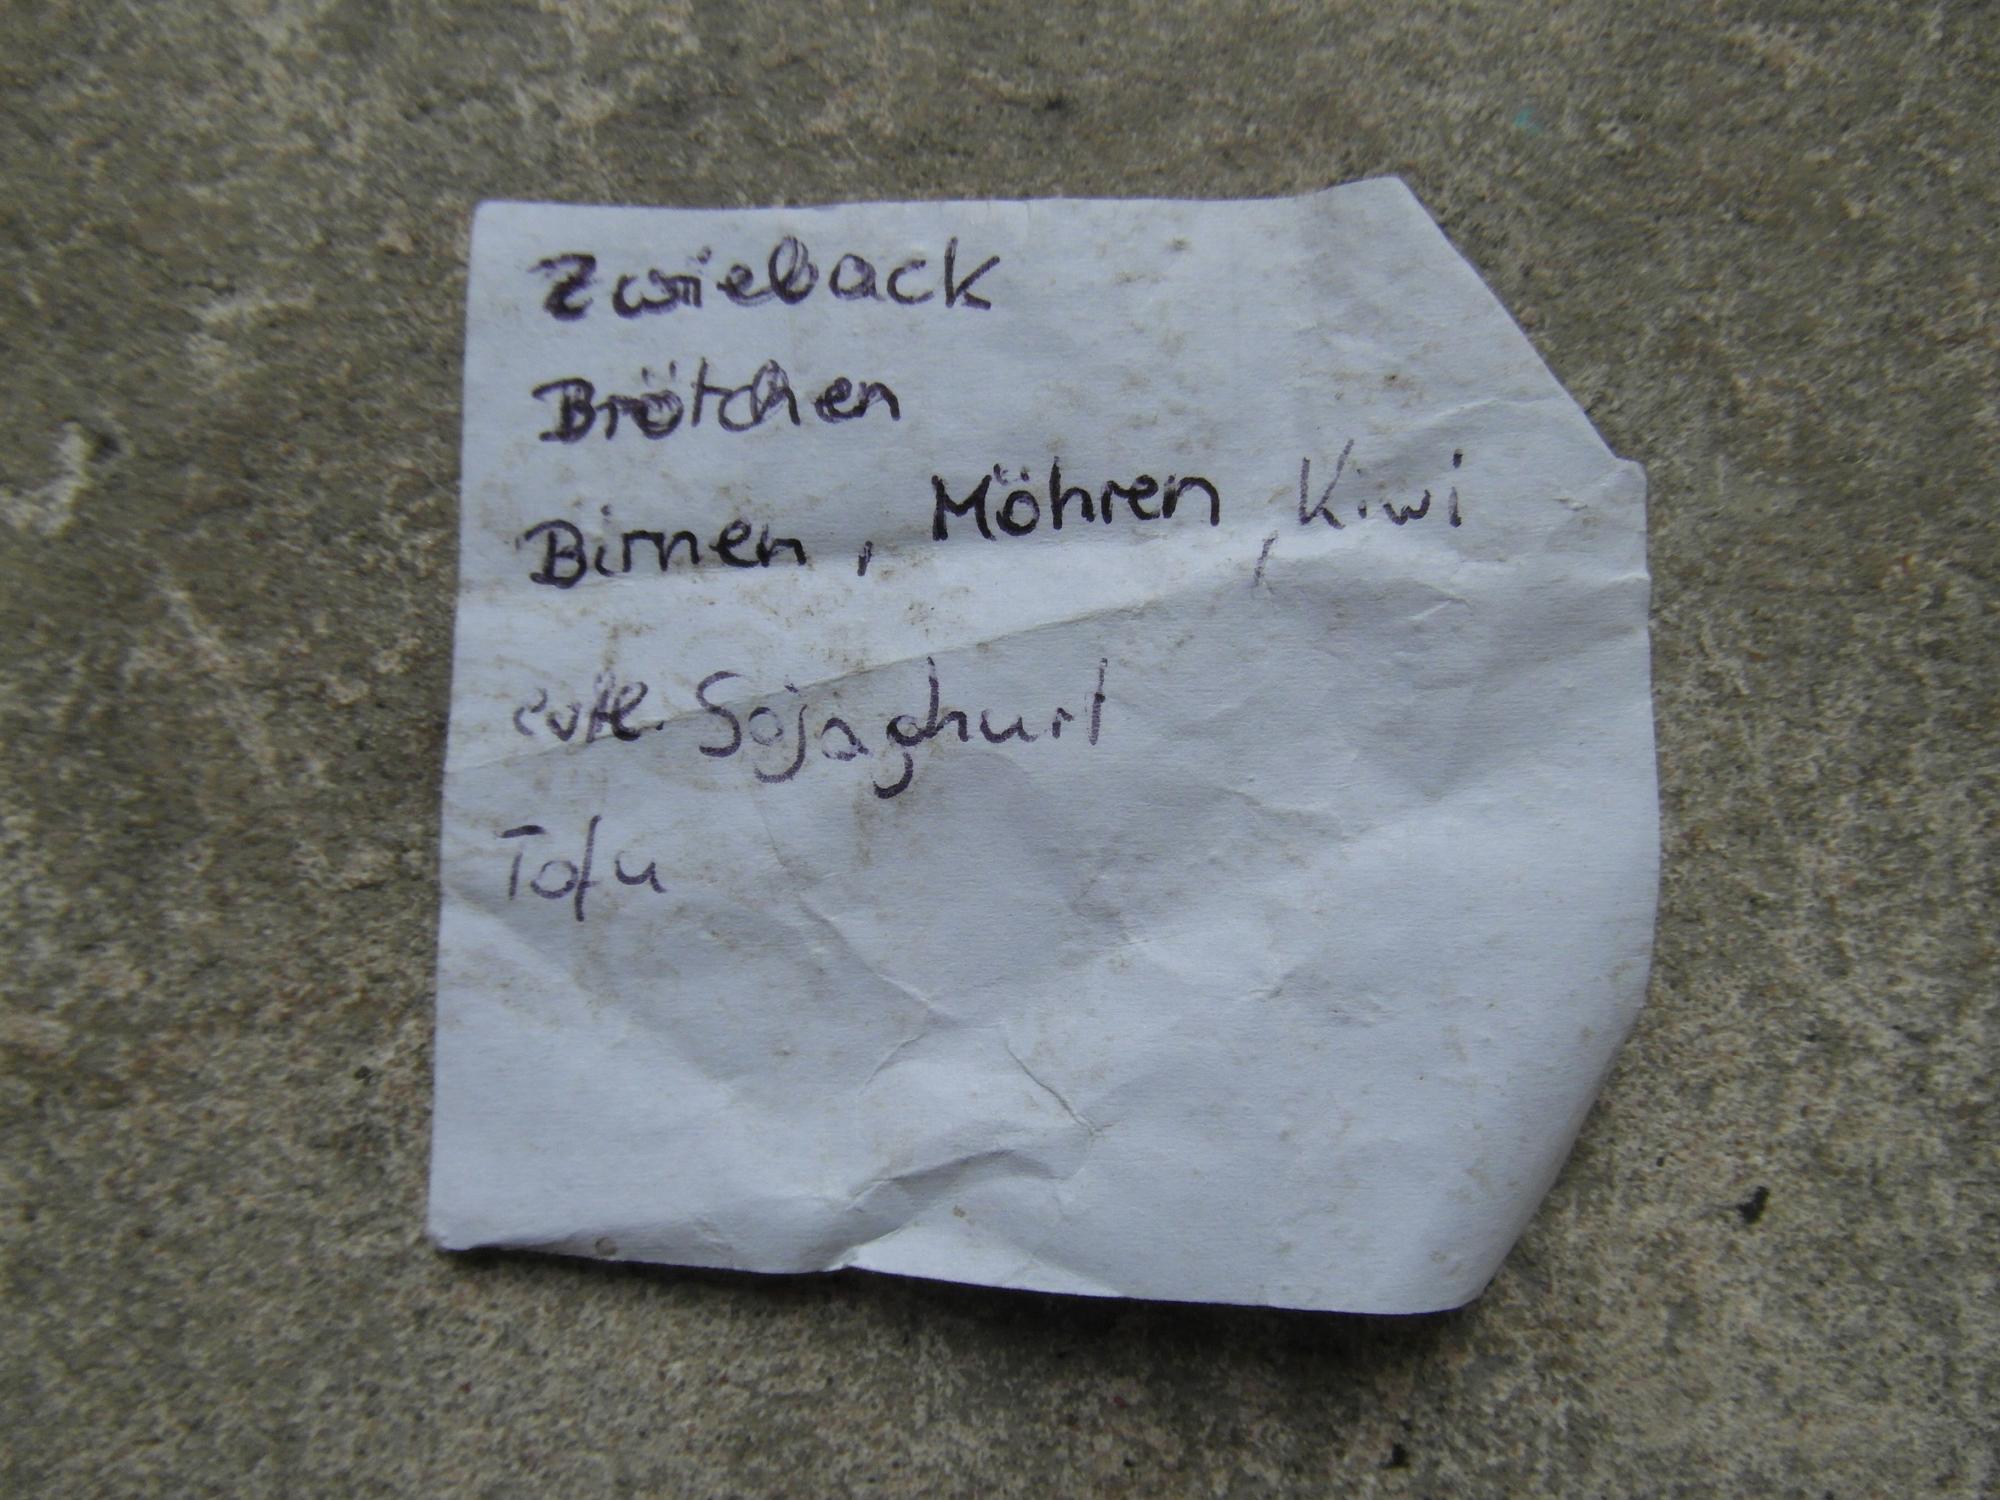 Zwieback
Brötchen
Birnen, Möhren, Kiwi
evtl. Sojaghurt
Tofu